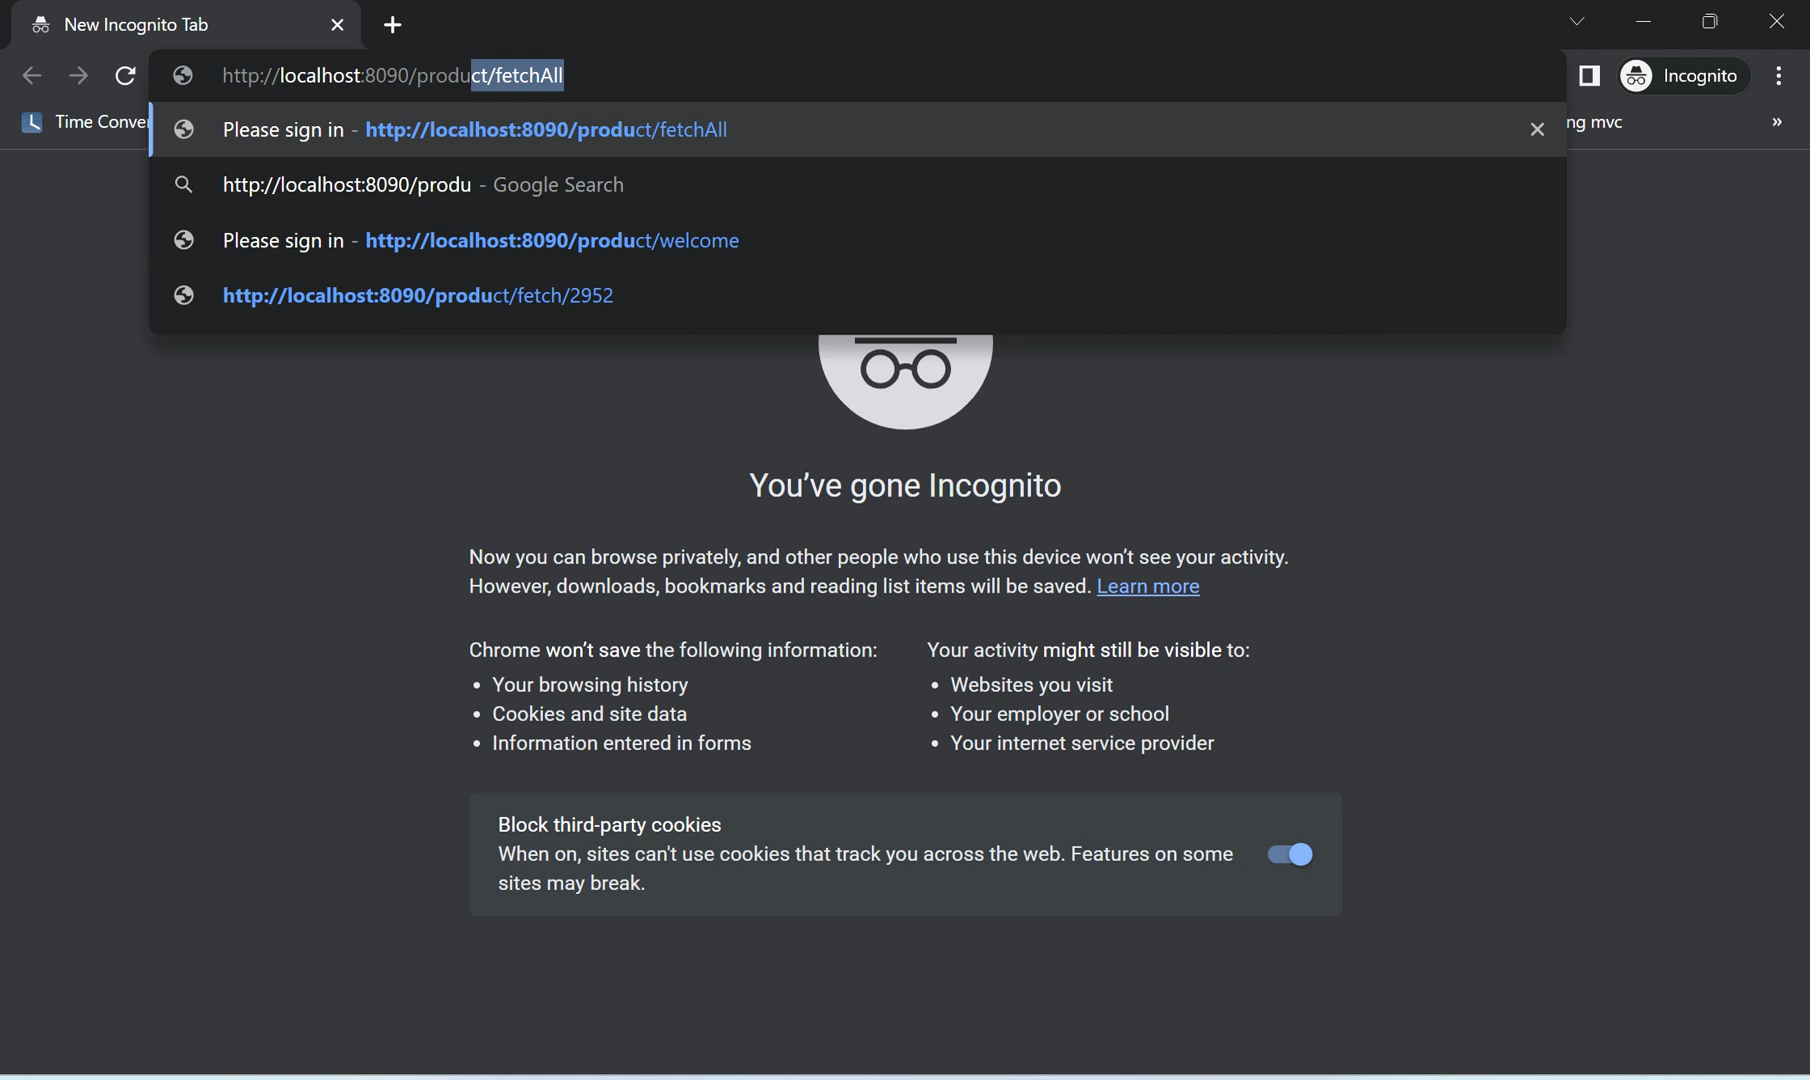 New Incognito Tab
http://localhost:8090/product/fetchAll
Incognito
Time Conver
Please sign in - http://localhost:8090/product/fetchAll
ng mvc
»
http://localhost:8090/produ - Google Search
Please sign in - http://localhost:8090/product/welcome
http://localhost:8090/product/fetch/2952
You've gone Incognito
Now you can browse privately, and other people who use this device won't see your activity.
However, downloads, bookmarks and reading list items will be saved. Learn more
Chrome won't save the following information:
• Your browsing history
• Cookies and site data
• Information entered in forms
Your activity might still be visible to:
• Websites you visit
• Your employer or school
• Your internet service provider
Block third-party cookies
When on, sites can't use cookies that track you across the web. Features on some
sites may break.